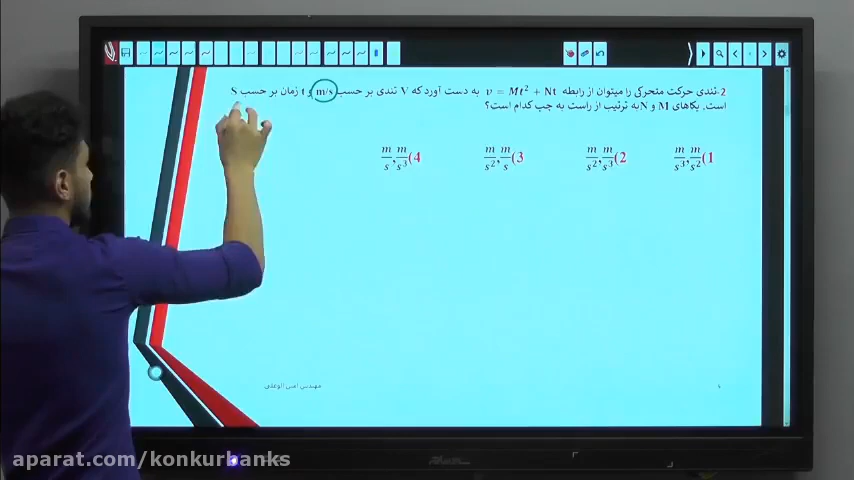 2-تندی حرکت متحرکی را میتوان از رابطه v = Mt² + Nt به دست آورد که V تندی بر حسب m/s و t زمان بر حسب S
است. یکاهای M و N به ترتیب از راست به چپ کدام است؟
1) m/s², m/s³ 2) m/s³, m/s² 3) m/s, m/s² 4) m/s³, m/s
مهندس امین الوعلی
aparat.com/konkurbanks